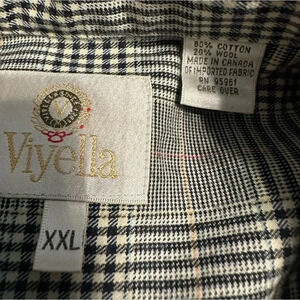 Viyella
XXL
80% COTTON
20% WOOL
MADE IN CANADA
OF IMPORTED FABRIC
RN 95961
CARE OVER